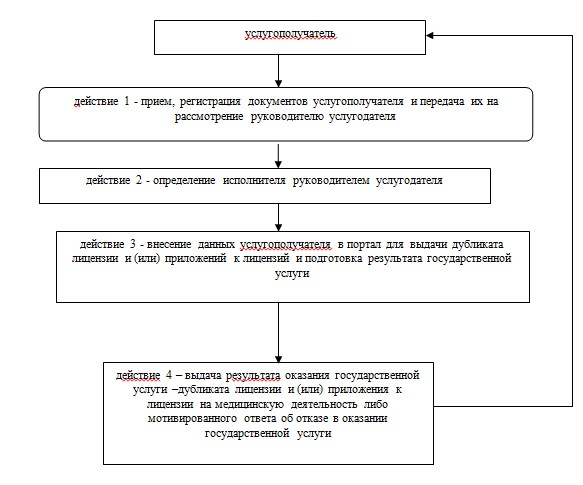 услугополучатель
действие 1 - прием, регистрация документов услугополучателя и передача их на
рассмотрение руководителю услугодателя
действие 2 - определение исполнителя руководителем услугодателя
действие 3 - внесение данных услугополучателя в портал для выдачи дубликата
лицензии и (или) приложений к лицензий и подготовка результата государственной
услуги
действие 4 – выдача результата оказания государственной
услуги –дубликата лицензии и (или) приложения к
лицензии на медицинскую деятельность либо
мотивированного ответа об отказе в оказании
государственной услуги